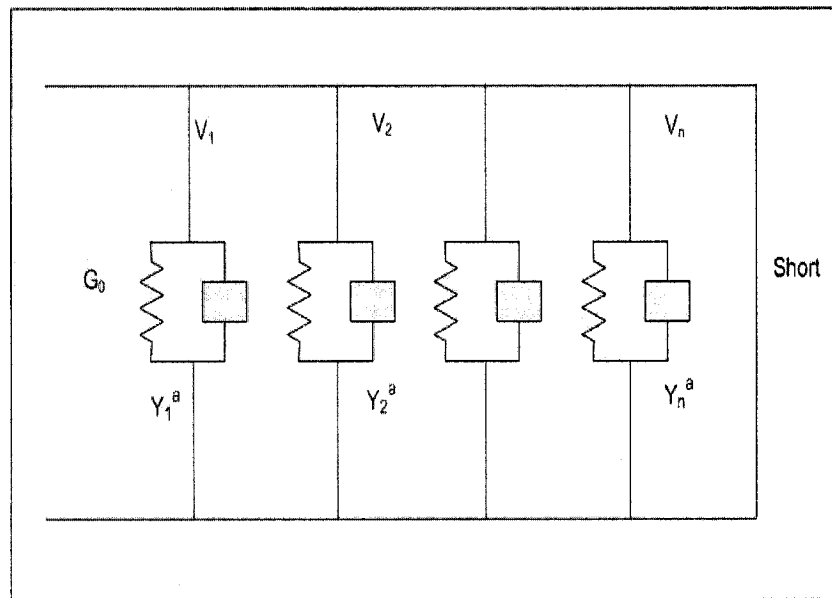 V₁
V₂
Vₙ
G₀
Short
Y₁ᵃ
Y₂ᵃ
Yₙᵃ